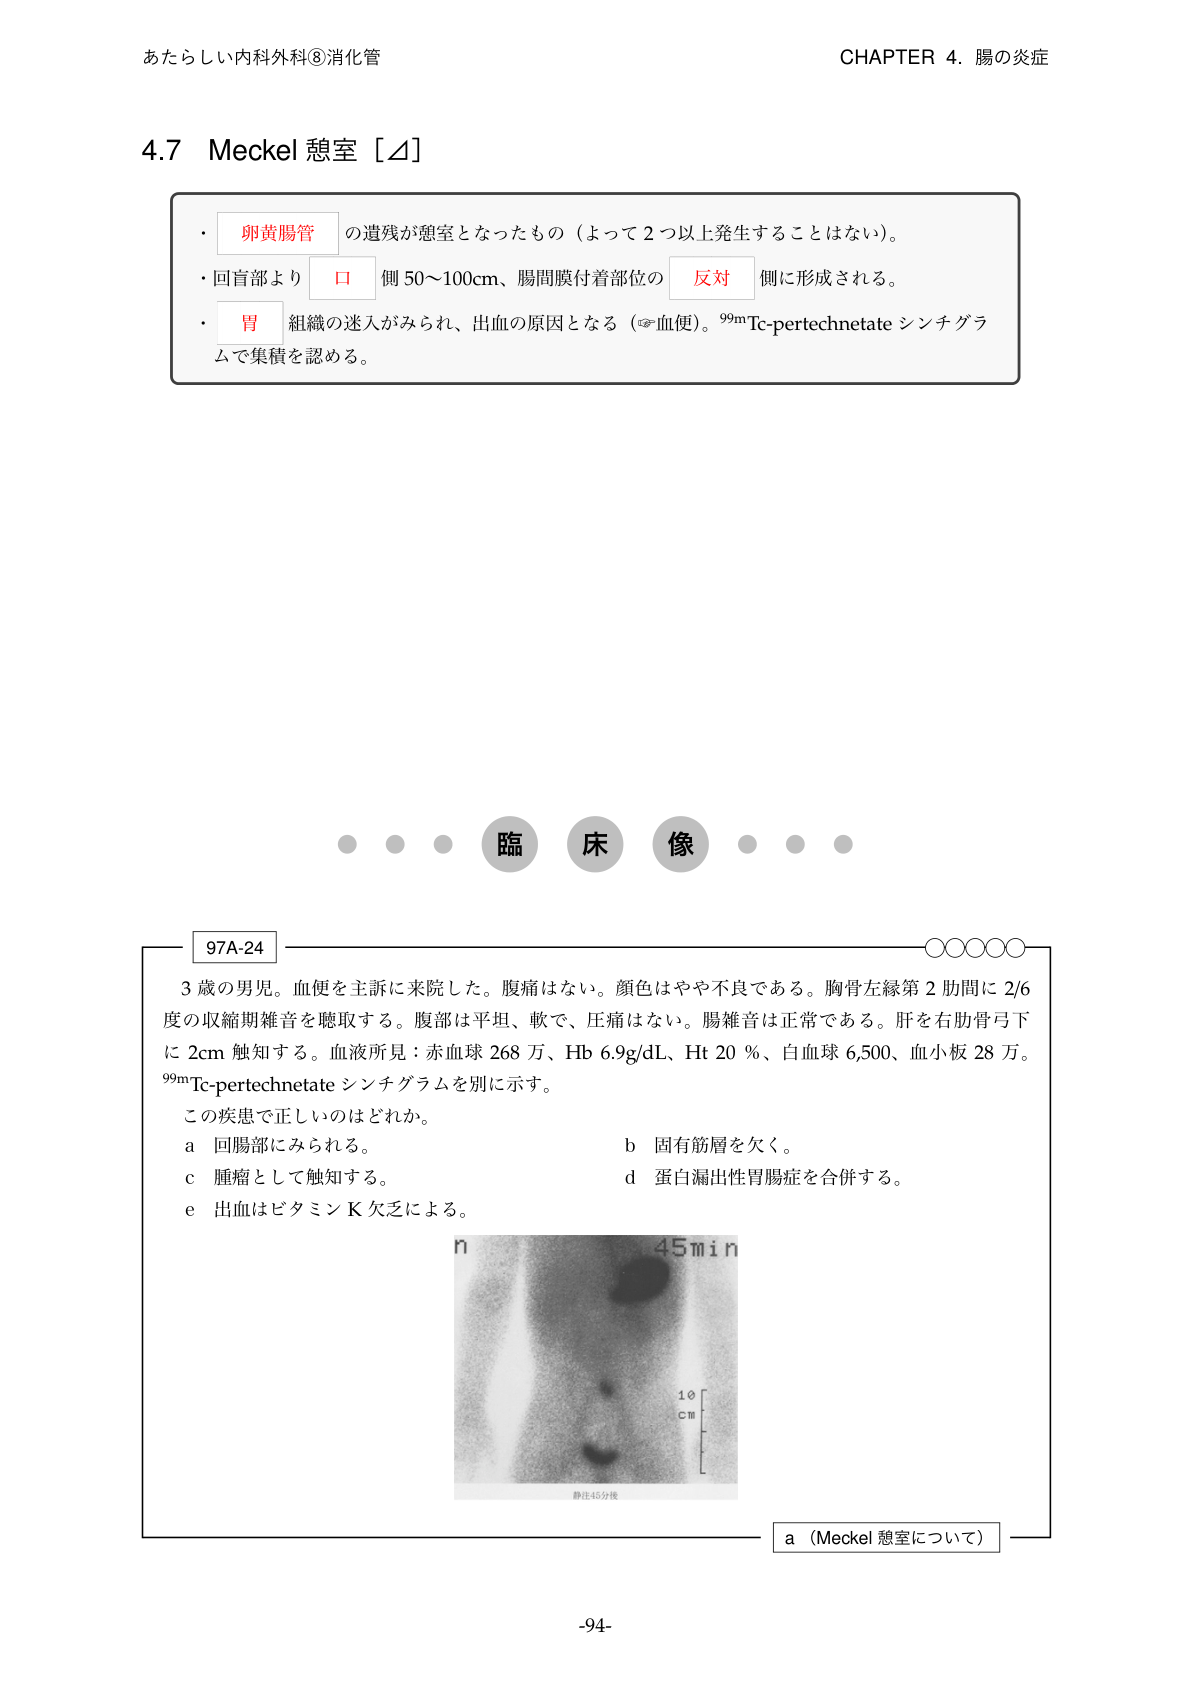 あたらしい内科外科⑧消化管
CHAPTER 4. 腸の炎症
4.7 Meckel 憩室［⊿］
・ 卵黄腸管 の遺残が憩室となったもの（よって 2 つ以上発生することはない）。
・回盲部より 口 側 50〜100cm、腸間膜付着部位の 反対 側に形成される。
・ 胃 組織の迷入がみられ、出血の原因となる（☞血便）。99mTc-pertechnetate シンチグラ
ムで集積を認める。
臨 床 像
97A-24
3 歳の男児。血便を主訴に来院した。腹痛はない。顔色はやや不良である。胸骨左縁第 2 肋間に 2/6
度の収縮期雑音を聴取する。腹部は平坦、軟で、圧痛はない。腸雑音は正常である。肝を右肋骨弓下
に 2cm 触知する。血液所見：赤血球 268 万、Hb 6.9g/dL、Ht 20 %、白血球 6,500、血小板 28 万。
99mTc-pertechnetate シンチグラムを別に示す。
この疾患で正しいのはどれか。
a 回腸部にみられる。
b 固有筋層を欠く。
c 腫瘤として触知する。
d 蛋白漏出性胃腸症を合併する。
e 出血はビタミン K 欠乏による。
n 45min
10
cm
静注45分後
a （Meckel 憩室について）
-94-